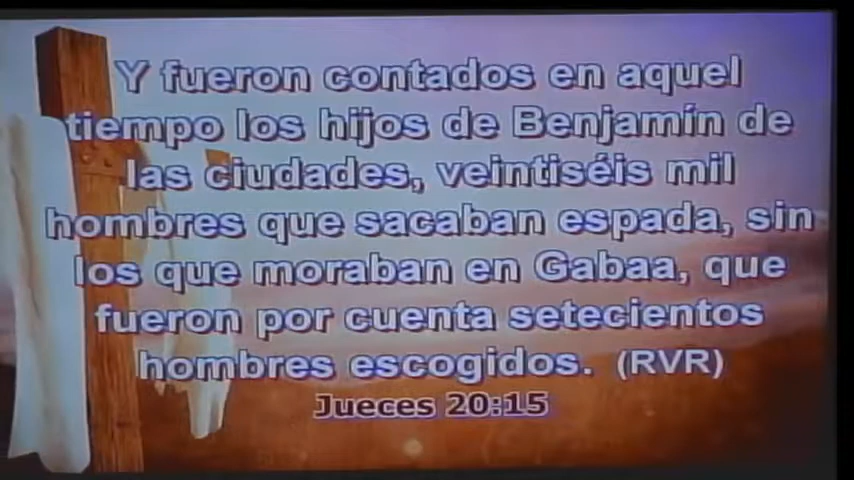 Y fueron contados en aquel
tiempo los hijos de Benjamín de
las ciudades, veintiséis mil
hombres que sacaban espada, sin
los que moraban en Gabaa, que
fueron por cuenta setecientos
hombres escogidos. (RVR)
Jueces 20:15